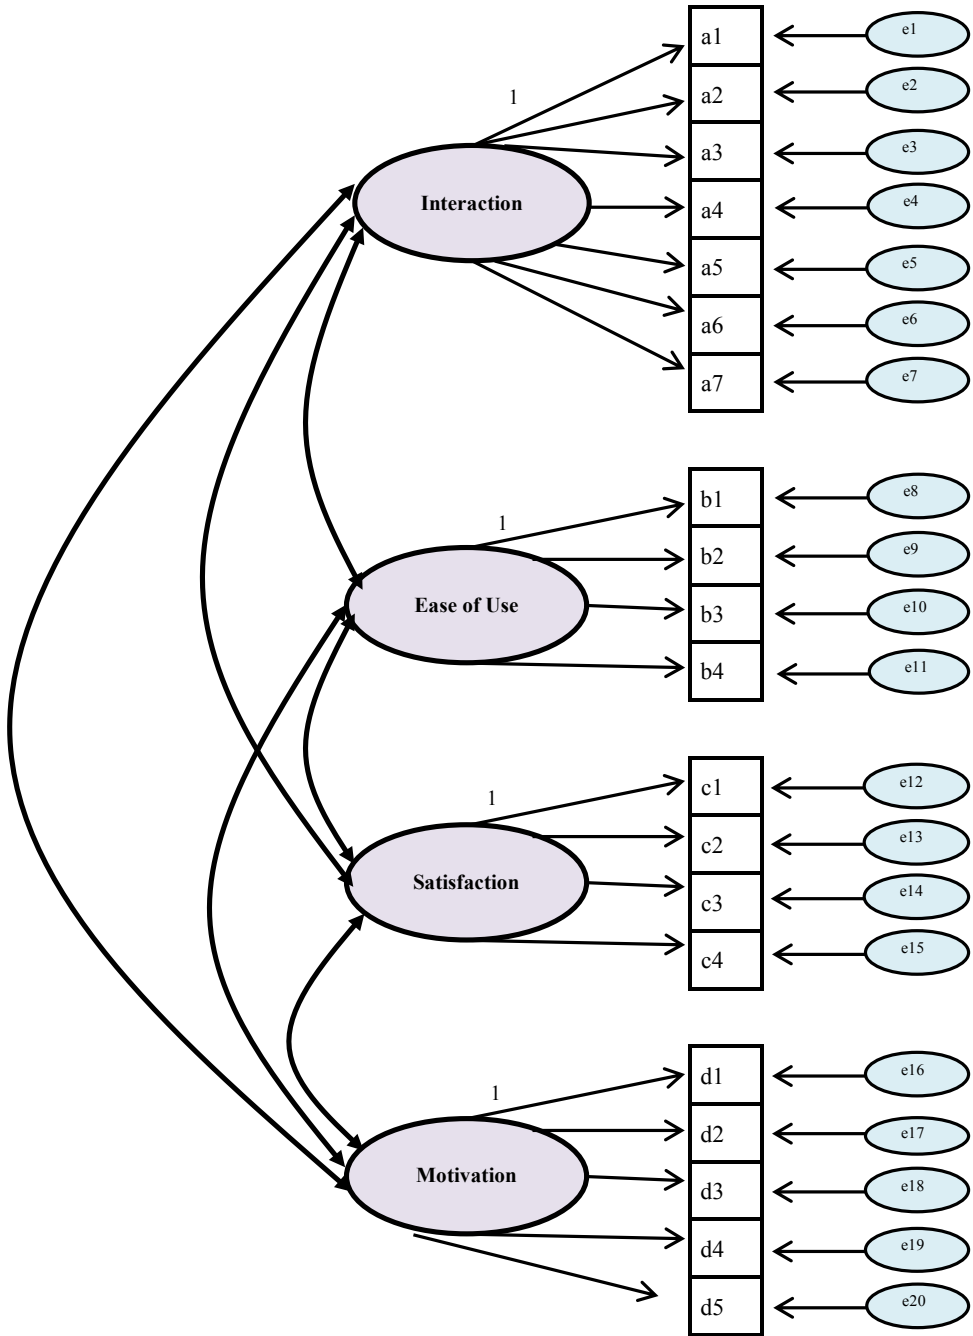 a1
e1
1
a2
e2
a3
e3
Interaction
a4
e4
a5
e5
a6
e6
a7
e7
b1
e8
1
b2
e9
Ease of Use
b3
e10
b4
e11
c1
e12
1
c2
e13
Satisfaction
c3
e14
c4
e15
d1
e16
1
d2
e17
Motivation
d3
e18
d4
e19
d5
e20